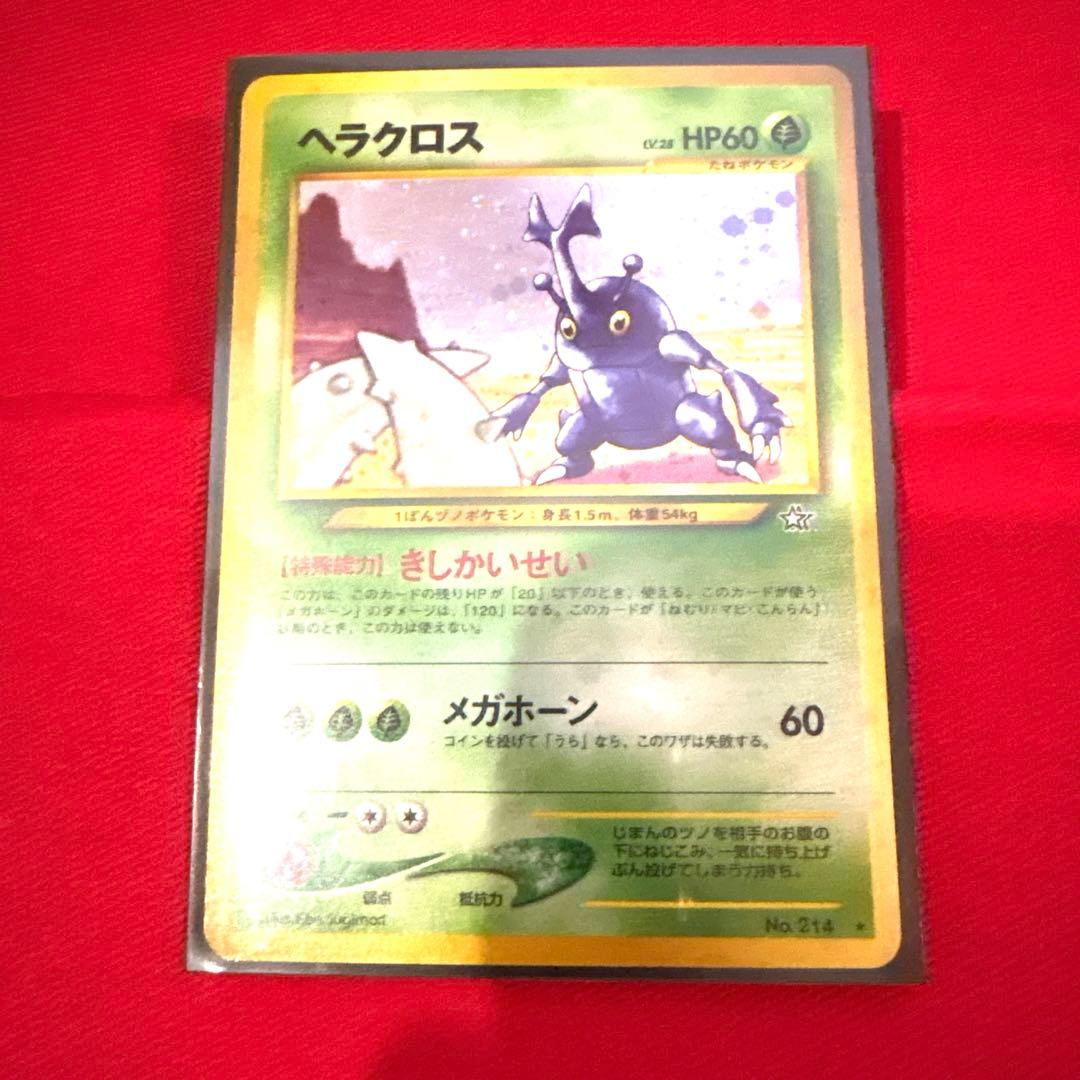 ヘラクロス
LV.28 HP60
たねポケモン
1ぽんヅノポケモン：身長1.5m、体重54kg
【特殊能力】きしかいせい
この力は、このカードの残りHPが「20」以下のとき、使える。このカードが使う
「メガホーン」のダメージは、「120」になる。このカードが「ねむり・マヒ・こんらん」
のとき、この力は使えない。
メガホーン 60
コインを投げて「うら」なら、このワザは失敗する。
じまんのツノを相手のお腹の
下にねじこみ、一気に持ち上げ
ぶん投げてしまう力持ち。
弱点 抵抗力
Sugimori
No. 214 ★